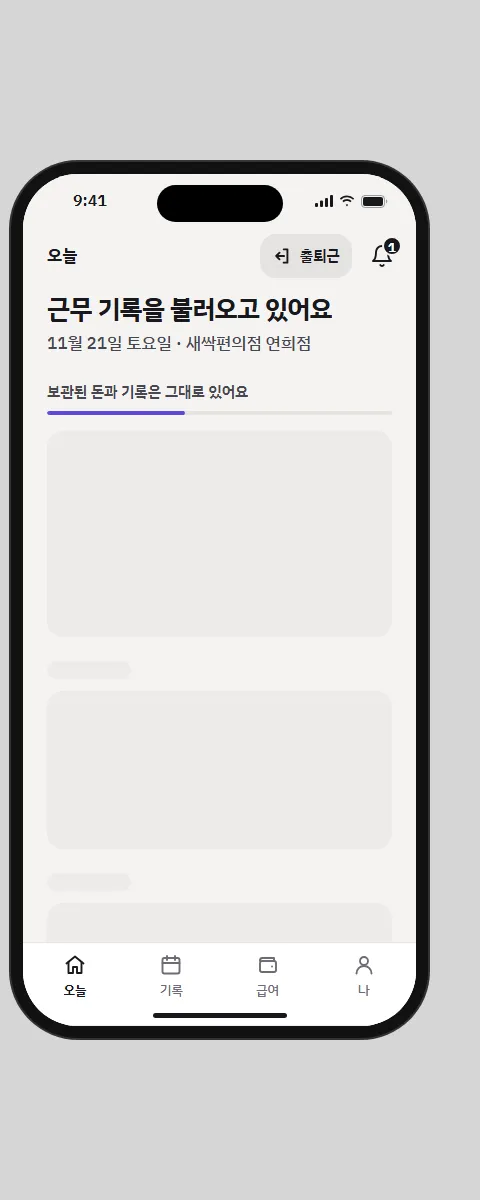 9:41
오늘
출퇴근
1
근무 기록을 불러오고 있어요
11월 21일 토요일 · 새싹편의점 연희점
보관된 돈과 기록은 그대로 있어요
오늘
기록
급여
나